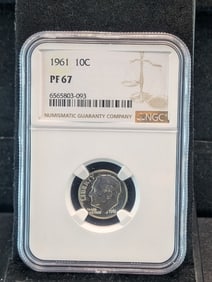 1961 10C
PF 67
6565803-093
NUMISMATIC GUARANTY COMPANY
NGC
LIBERTY